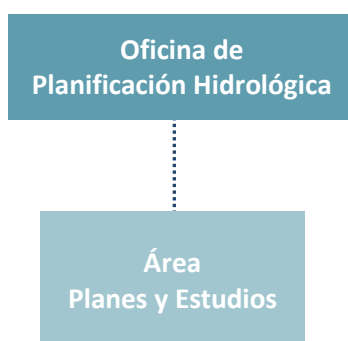 Oficina de
Planificación Hidrológica
Área
Planes y Estudios